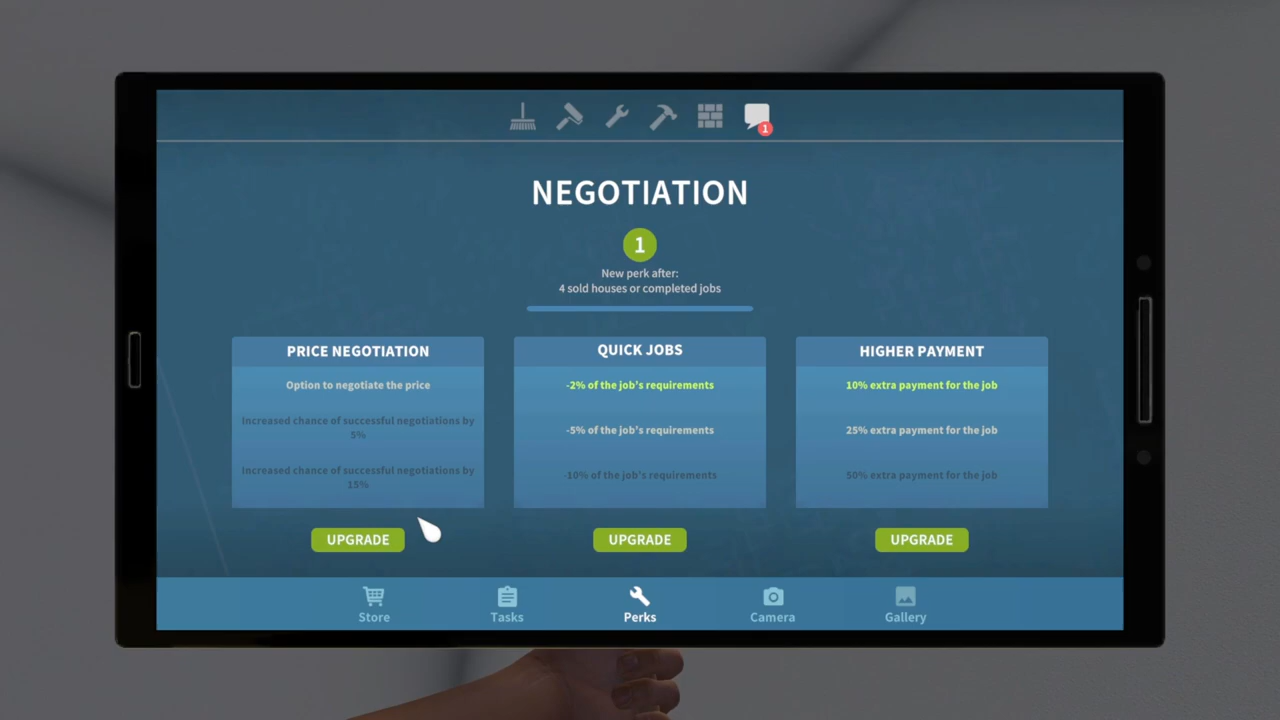 1
NEGOTIATION
1
New perk after:
4 sold houses or completed jobs
PRICE NEGOTIATION
Option to negotiate the price
Increased chance of successful negotiations by
5%
Increased chance of successful negotiations by
15%
UPGRADE
QUICK JOBS
-2% of the job's requirements
-5% of the job's requirements
-10% of the job's requirements
UPGRADE
HIGHER PAYMENT
10% extra payment for the job
25% extra payment for the job
50% extra payment for the job
UPGRADE
Store
Tasks
Perks
Camera
Gallery